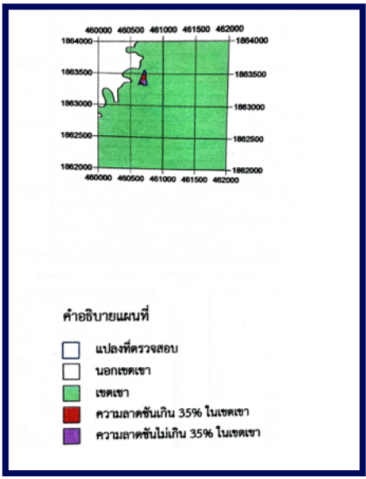 460000 460500 461000 461500 462000
1864000 1864000
1863500 1863500
1863000 1863000
1862500 1862500
1862000 1862000
460000 460500 461000 461500 462000
คำอธิบายแผนที่
แปลงที่ตรวจสอบ
นอกเขตเขา
เขตเขา
ความลาดชันเกิน 35% ในเขตเขา
ความลาดชันไม่เกิน 35% ในเขตเขา